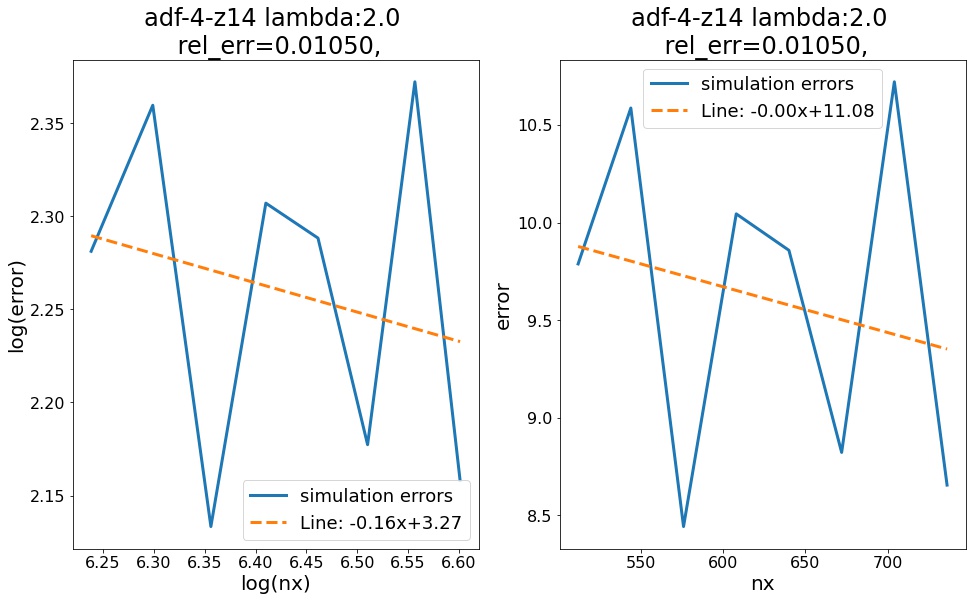 adf-4-z14 lambda:2.0
rel_err=0.01050,
2.35
2.30
2.25
2.20
2.15
log(error)
6.25
6.30
6.35
6.40
6.45
6.50
6.55
6.60
log(nx)
simulation errors
Line: -0.16x+3.27
adf-4-z14 lambda:2.0
rel_err=0.01050,
simulation errors
Line: -0.00x+11.08
10.5
10.0
9.5
9.0
8.5
error
550
600
650
700
nx